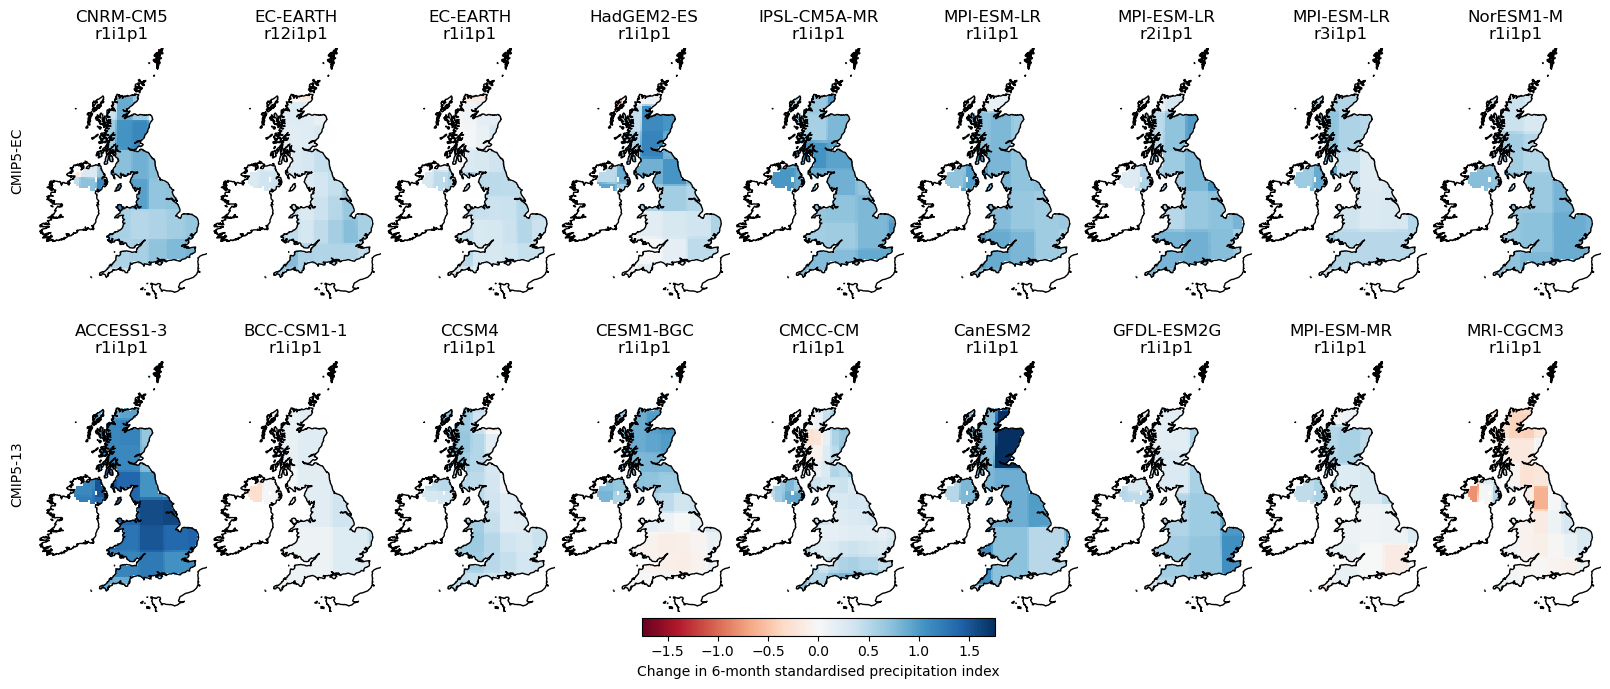 CNRM-CM5 EC-EARTH EC-EARTH HadGEM2-ES IPSL-CM5A-MR MPI-ESM-LR MPI-ESM-LR MPI-ESM-LR NorESM1-M
r1i1p1 r12i1p1 r1i1p1 r1i1p1 r1i1p1 r1i1p1 r2i1p1 r3i1p1 r1i1p1
CMIP5-EC
ACCESS1-3 BCC-CSM1-1 CCSM4 CESM1-BGC CMCC-CM CanESM2 GFDL-ESM2G MPI-ESM-MR MRI-CGCM3
r1i1p1 r1i1p1 r1i1p1 r1i1p1 r1i1p1 r1i1p1 r1i1p1 r1i1p1 r1i1p1
CMIP5-13
−1.5 −1.0 −0.5 0.0 0.5 1.0 1.5
Change in 6-month standardised precipitation index